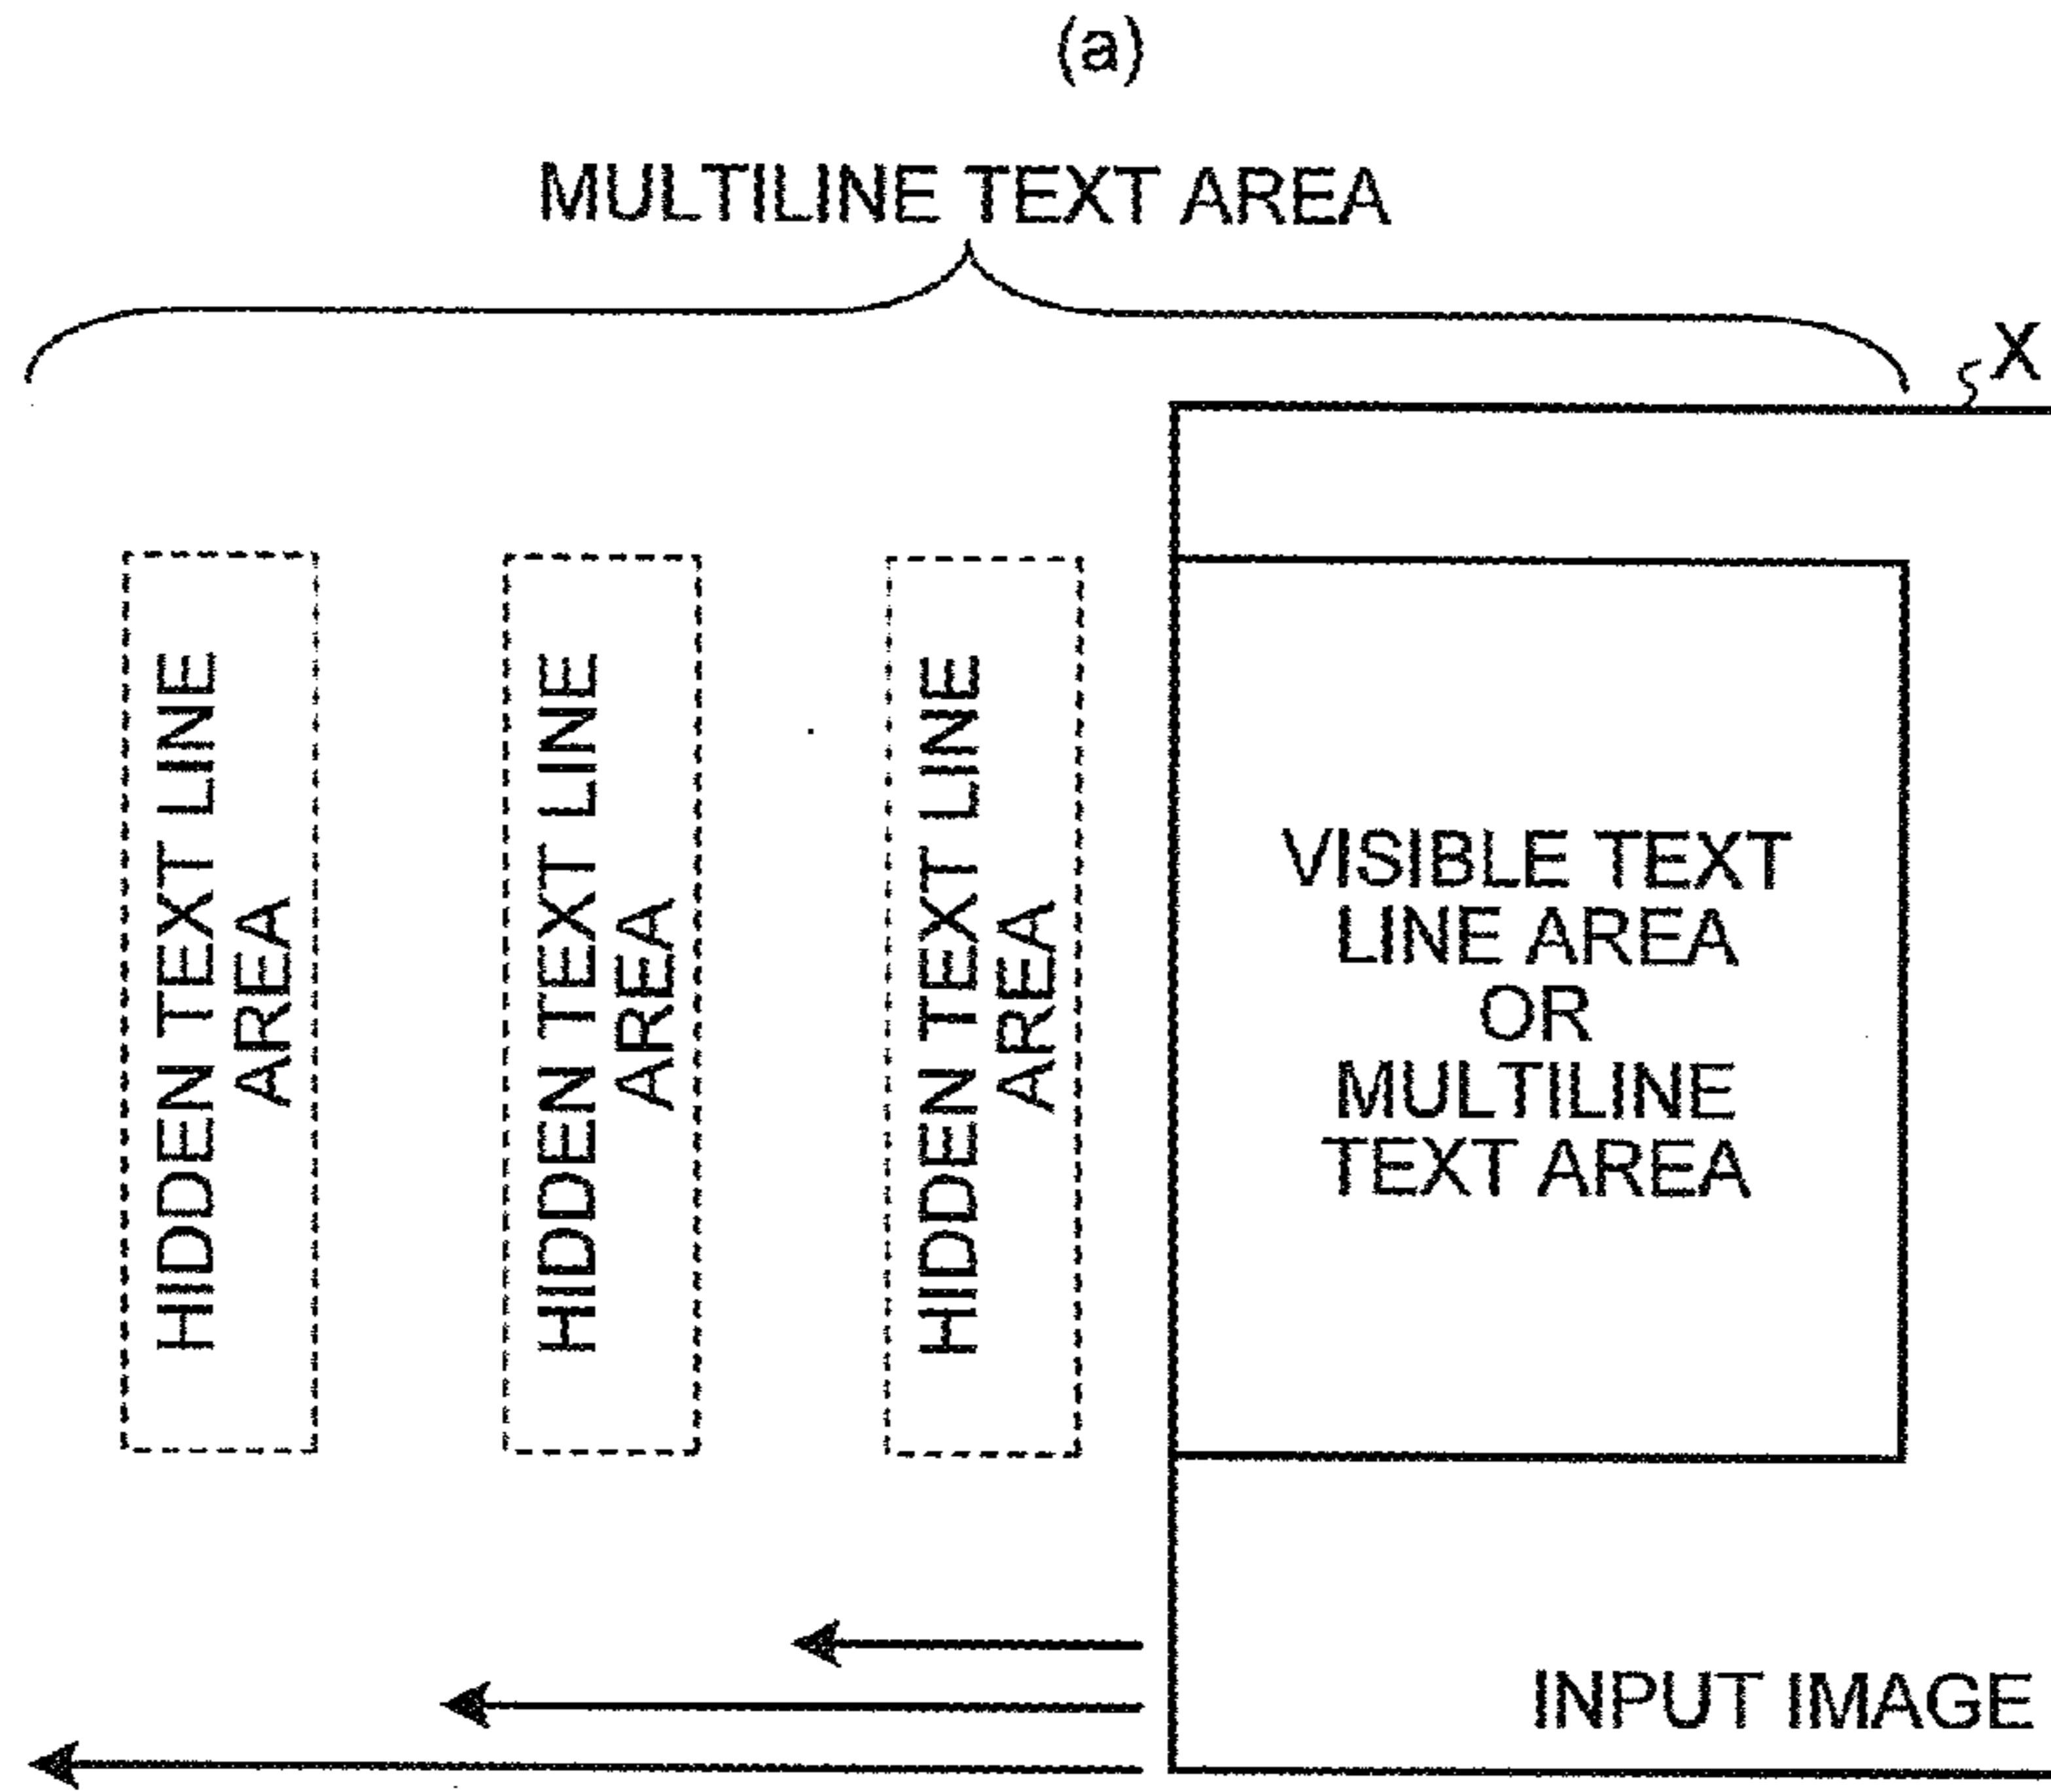 (a)
MULTILINE TEXT AREA
X
HIDDEN TEXT LINE
AREA
HIDDEN TEXT LINE
AREA
HIDDEN TEXT LINE
AREA
VISIBLE TEXT
LINE AREA
OR
MULTILINE
TEXT AREA
INPUT IMAGE